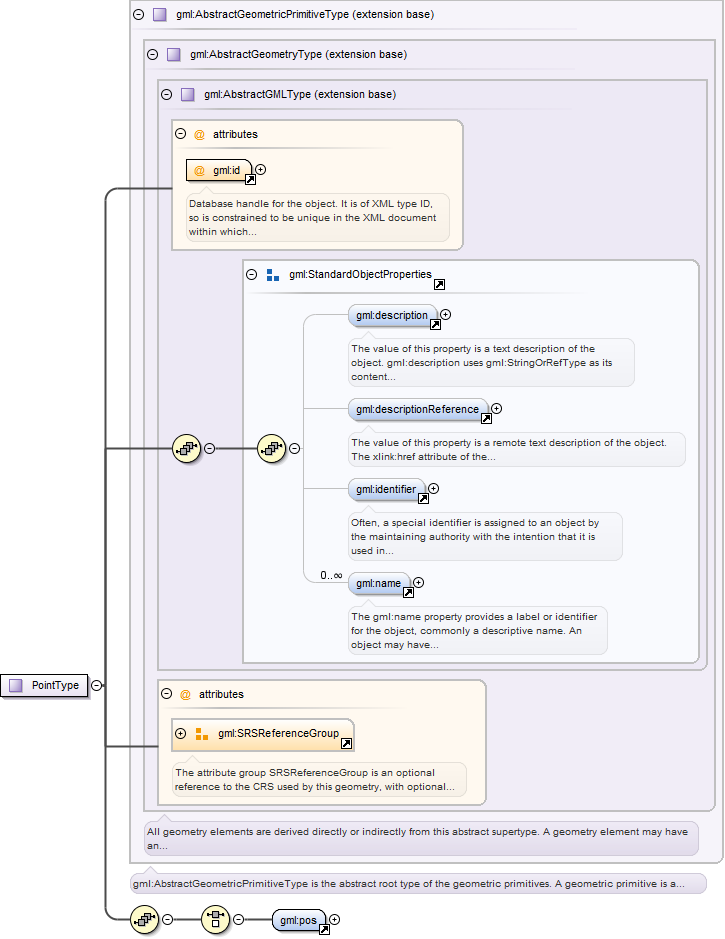 gml:AbstractGeometricPrimitiveType (extension base)
gml:AbstractGeometryType (extension base)
gml:AbstractGMLType (extension base)
@ attributes
@ gml:id
Database handle for the object. It is of XML type ID,
so is constrained to be unique in the XML document
within which...
gml:StandardObjectProperties
gml:description
The value of this property is a text description of the
object. gml:description uses gml:StringOrRefType as its
content...
gml:descriptionReference
The value of this property is a remote text description of the object.
The xlink:href attribute of the...
gml:identifier
Often, a special identifier is assigned to an object by
the maintaining authority with the intention that it is
used in...
0..∞
gml:name
The gml:name property provides a label or identifier
for the object, commonly a descriptive name. An
object may have...
PointType
@ attributes
gml:SRSReferenceGroup
The attribute group SRSReferenceGroup is an optional
reference to the CRS used by this geometry, with optional...
All geometry elements are derived directly or indirectly from this abstract supertype. A geometry element may have
an...
gml:AbstractGeometricPrimitiveType is the abstract root type of the geometric primitives. A geometric primitive is a...
gml:pos